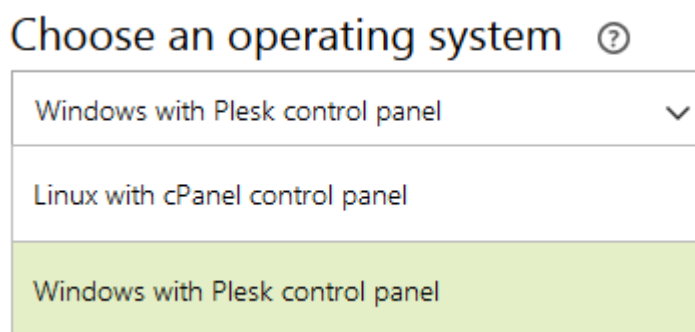 Choose an operating system ?
Windows with Plesk control panel
Linux with cPanel control panel
Windows with Plesk control panel